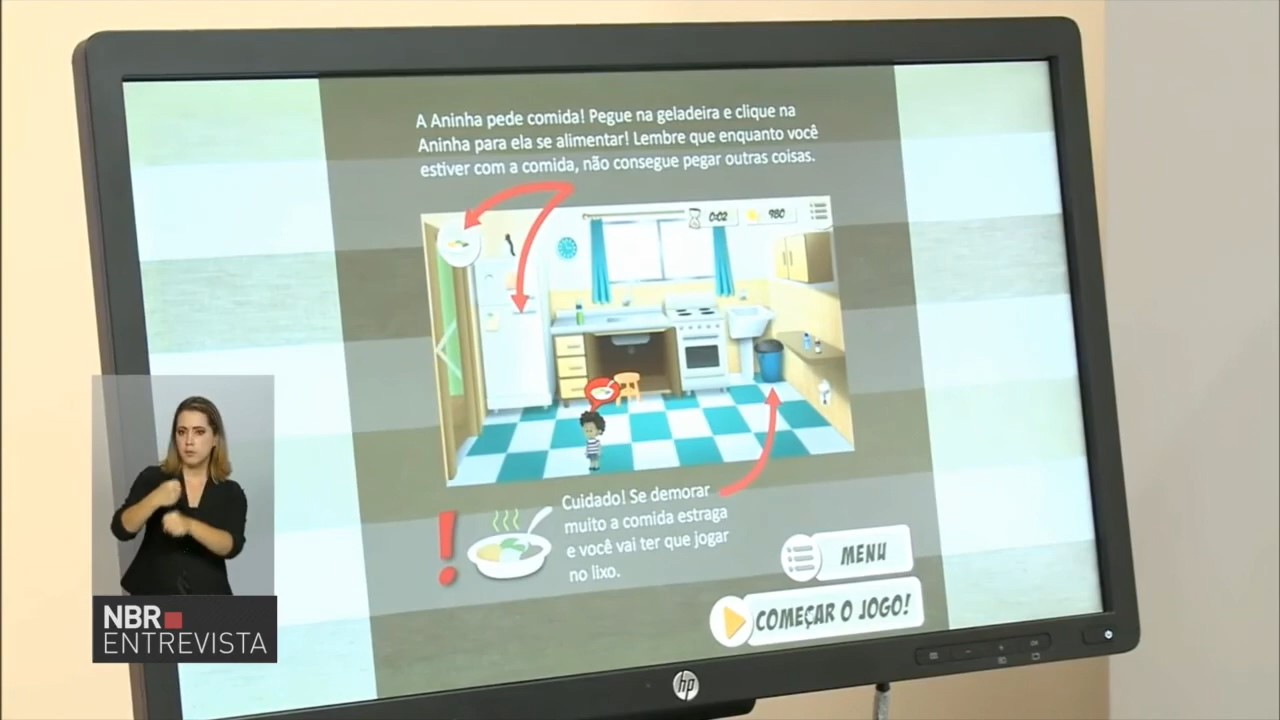 A Aninha pede comida! Pegue na geladeira e clique na
Aninha para ela se alimentar! Lembre que enquanto você
estiver com a comida, não consegue pegar outras coisas.
0:02
980
Cuidado! Se demorar
muito a comida estraga
e você vai ter que jogar
no lixo.
MENU
COMEÇAR O JOGO!
NBR
ENTREVISTA
hp